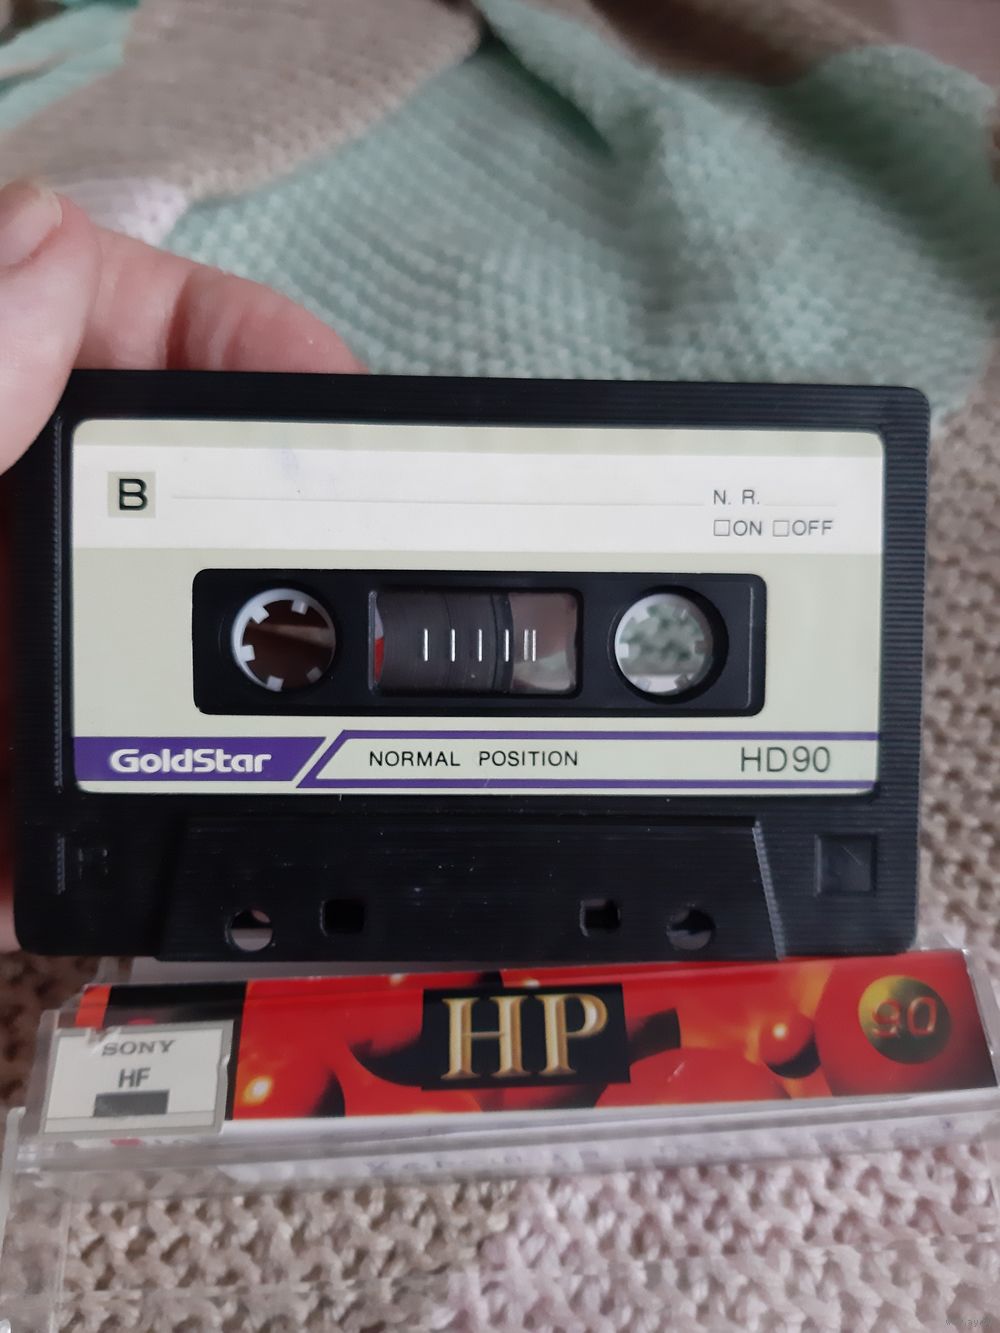 B
N. R.
☐ON ☐OFF
GoldStar
NORMAL POSITION
HD90
SONY
HF
HP
90